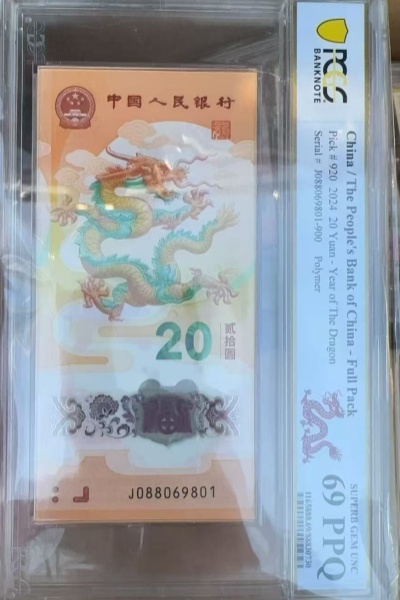 中国人民银行
20
贰拾圆
J088069801
PCGS
BANKNOTE
China / The People's Bank of China - Full Pack
Pick # 920 2024 20 Yuan - Year of The Dragon
Serial # J088069801-900 Polymer
SUPERB GEM UNC
69 PPQ